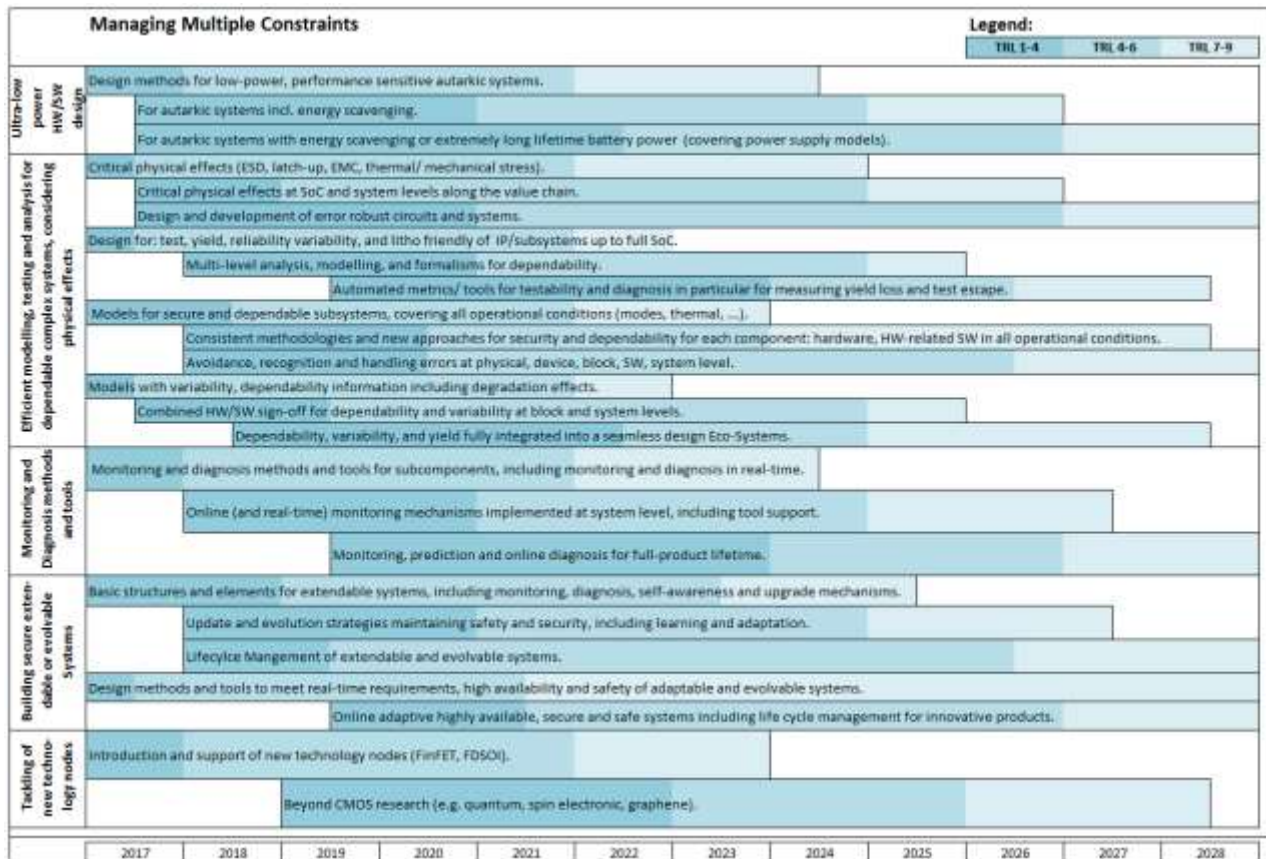 Managing Multiple Constraints
Legend:
TRL 1-4 TRL 4-6 TRL 7-9
Ultra-low
power
HW/SW
design
Design methods for low-power, performance sensitive autarkic systems.
For autarkic systems incl. energy scavenging.
For autarkic systems with energy scavenging or extremely long lifetime battery power (covering power supply models).
Efficient modelling, testing and analysis for
dependable complex systems, considering
physical effects
Critical physical effects (ESD, latch-up, EMC, thermal/ mechanical stress).
Critical physical effects at SoC and system levels along the value chain.
Design and development of error robust circuits and systems.
Design for: test, yield, reliability variability, and litho friendly of IP/subsystems up to full SoC.
Multi-level analysis, modelling, and formalisms for dependability.
Automated metrics/ tools for testability and diagnosis in particular for measuring yield loss and test escape.
Models for secure and dependable subsystems, covering all operational conditions (modes, thermal, ...).
Consistent methodologies and new approaches for security and dependability for each component: hardware, HW-related SW in all operational conditions.
Avoidance, recognition and handling errors at physical, device, block, SW, system level.
Models with variability, dependability information including degradation effects.
Combined HW/SW sign-off for dependability and variability at block and system levels.
Dependability, variability, and yield fully integrated into a seamless design Eco-Systems.
Monitoring and
Diagnosis methods
and tools
Monitoring and diagnosis methods and tools for subcomponents, including monitoring and diagnosis in real-time.
Online (and real-time) monitoring mechanisms implemented at system level, including tool support.
Monitoring, prediction and online diagnosis for full-product lifetime.
Building secure exten-
dable or evolvable
Systems
Basic structures and elements for extendable systems, including monitoring, diagnosis, self-awareness and upgrade mechanisms.
Update and evolution strategies maintaining safety and security, including learning and adaptation.
Lifecylce Mangement of extendable and evolvable systems.
Design methods and tools to meet real-time requirements, high availability and safety of adaptable and evolvable systems.
Online adaptive highly available, secure and safe systems including life cycle management for innovative products.
Tackling of
new techno-
logy nodes
Introduction and support of new technology nodes (FinFET, FDSOI).
Beyond CMOS research (e.g. quantum, spin electronic, graphene).
2017 2018 2019 2020 2021 2022 2023 2024 2025 2026 2027 2028